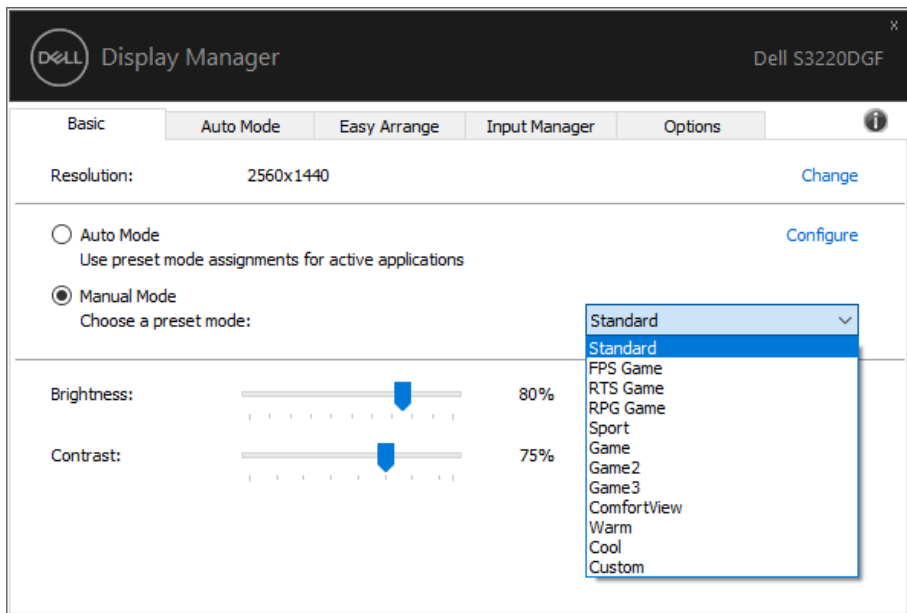 DELL Display Manager
x
Dell S3220DGF
Basic Auto Mode Easy Arrange Input Manager Options
Resolution: 2560x1440 Change
Auto Mode Configure
Use preset mode assignments for active applications
Manual Mode
Choose a preset mode: Standard
Standard
FPS Game
RTS Game
RPG Game
Sport
Game
Game2
Game3
ComfortView
Warm
Cool
Custom
Brightness: 80%
Contrast: 75%